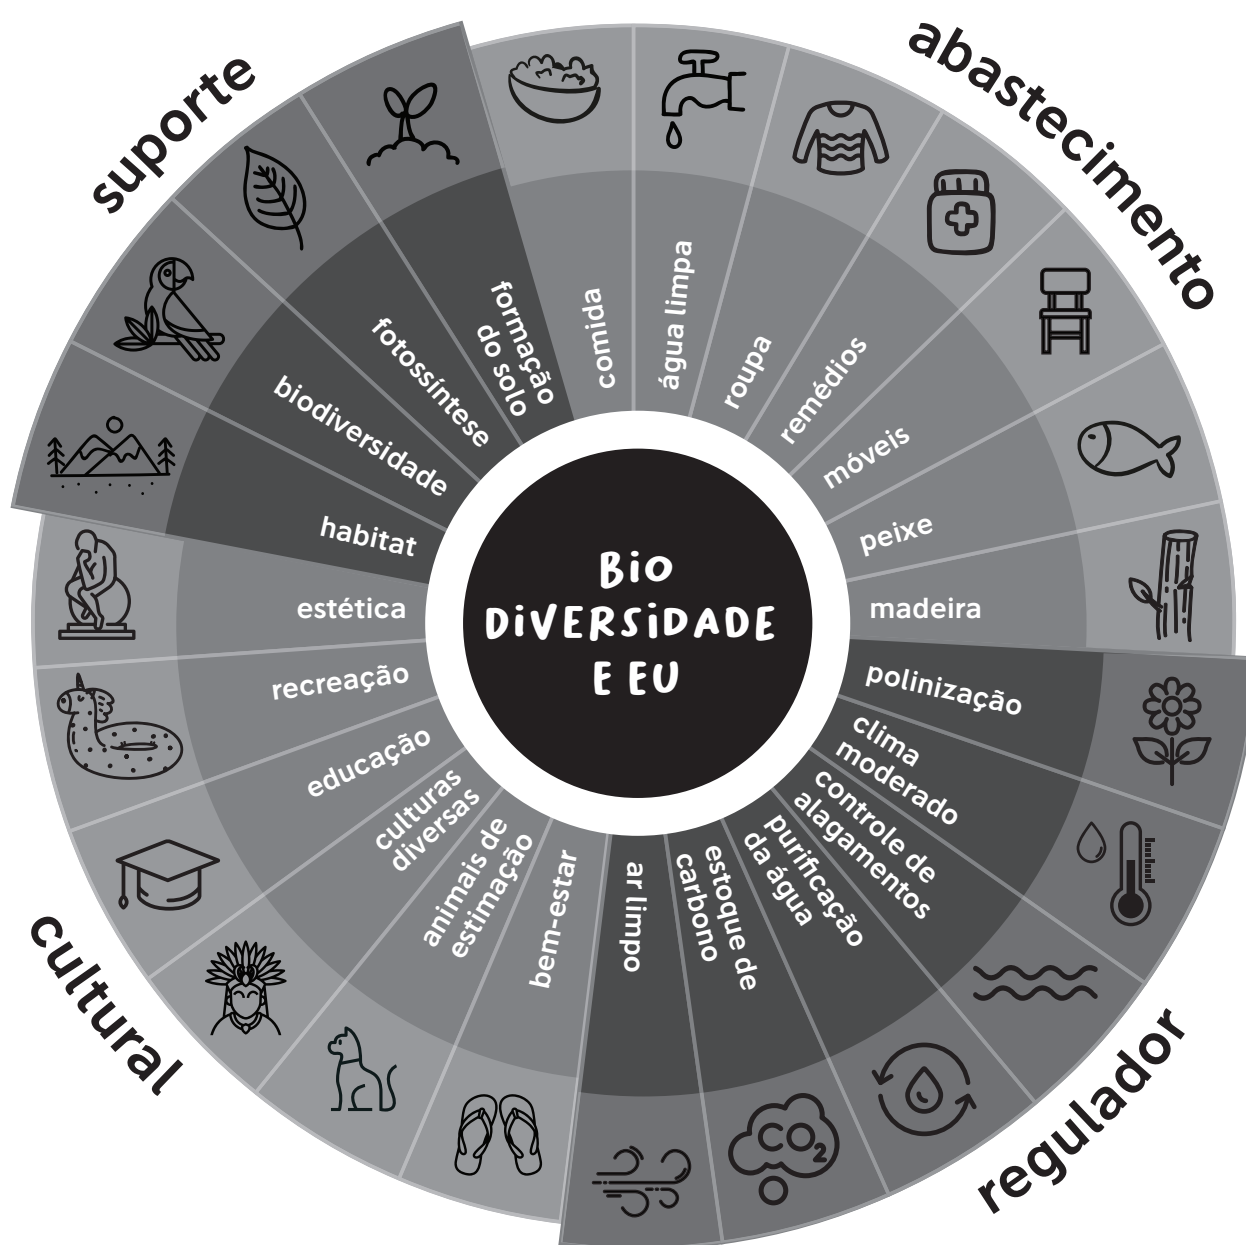 BiO
DiVERSiDADE
E EU
suporte
habitat
biodiversidade
fotossíntese
formação
do solo
abastecimento
comida
água limpa
roupa
remédios
móveis
peixe
madeira
regulador
polinização
clima
moderado
controle de
alagamentos
purificação
da água
estoque de
carbono
CO2
ar limpo
cultural
bem-estar
animais de
estimação
culturas
diversas
educação
recreação
estética